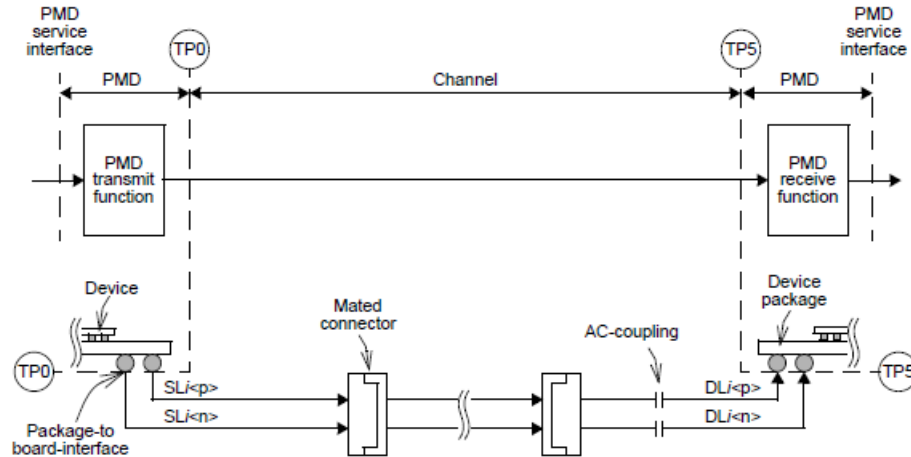 PMD
service
interface
TP0
TP5
PMD
service
interface
PMD
Channel
PMD
PMD
transmit
function
PMD
receive
function
Device
Mated
connector
AC-coupling
Device
package
TP0
TP5
SLi<p>
DLi<p>
SLi<n>
DLi<n>
Package-to
board-interface